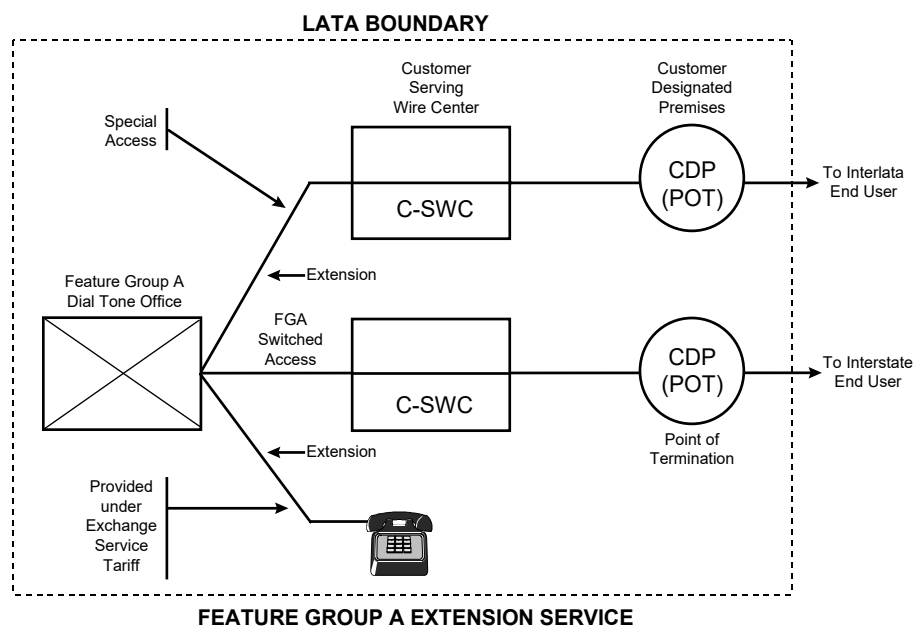 LATA BOUNDARY
Customer
Serving
Wire Center
Customer
Designated
Premises
Special
Access
CDP
(POT)
To Interlata
End User
C-SWC
Extension
Feature Group A
Dial Tone Office
FGA
Switched
Access
CDP
(POT)
To Interstate
End User
C-SWC
Extension
Point of
Termination
Provided
under
Exchange
Service
Tariff
FEATURE GROUP A EXTENSION SERVICE